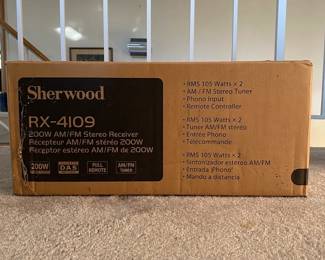 Sherwood
RX-4109
200W AM/FM Stereo Receiver
Récepteur AM/FM stéréo 200W
Receptor estéreo AM/FM de 200W
200W
DAS
FULL
REMOTE
AM/FM
TUNER
• RMS 105 Watts × 2
• AM / FM Stereo Tuner
• Phono Input
• Remote Controller
• RMS 105 Watts × 2
• Tuner AM/FM stéréo
• Entrée Phono
• Télécommande
• RMS 105 Watts × 2
• Sintonizador estéreo AM/FM
• Entrada 'Phono'
• Mando a distancia